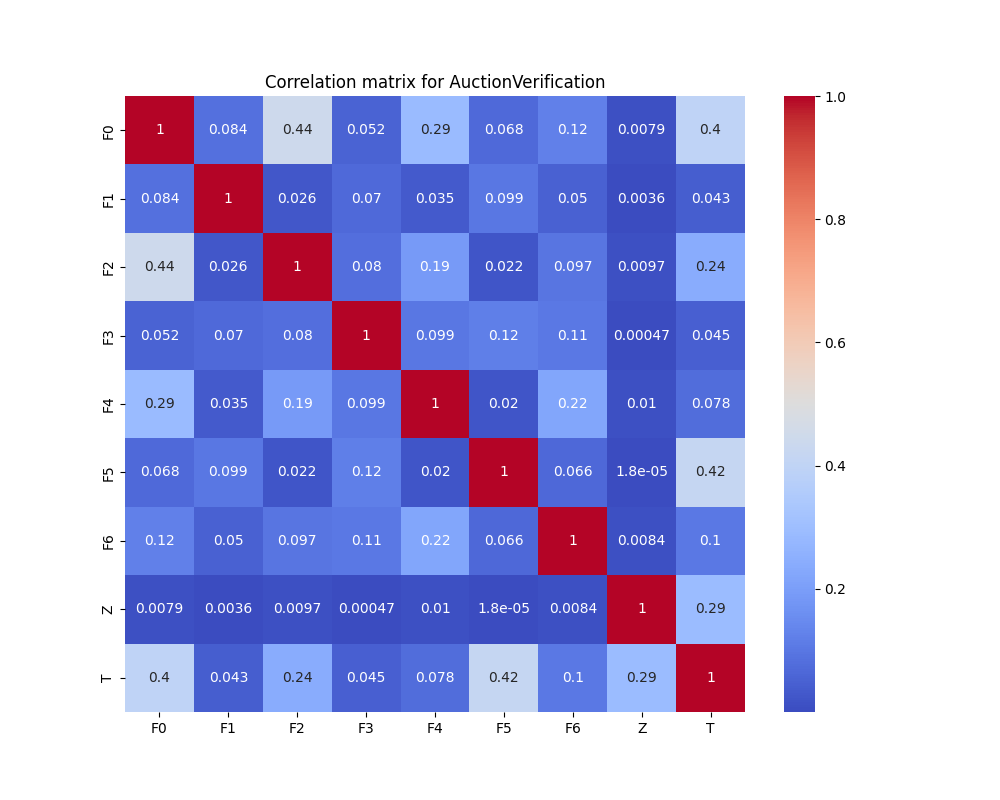 Correlation matrix for AuctionVerification
F0 1 0.084 0.44 0.052 0.29 0.068 0.12 0.0079 0.4
F1 0.084 1 0.026 0.07 0.035 0.099 0.05 0.0036 0.043
F2 0.44 0.026 1 0.08 0.19 0.022 0.097 0.0097 0.24
F3 0.052 0.07 0.08 1 0.099 0.12 0.11 0.00047 0.045
F4 0.29 0.035 0.19 0.099 1 0.02 0.22 0.01 0.078
F5 0.068 0.099 0.022 0.12 0.02 1 0.066 1.8e-05 0.42
F6 0.12 0.05 0.097 0.11 0.22 0.066 1 0.0084 0.1
Z 0.0079 0.0036 0.0097 0.00047 0.01 1.8e-05 0.0084 1 0.29
T 0.4 0.043 0.24 0.045 0.078 0.42 0.1 0.29 1
F0 F1 F2 F3 F4 F5 F6 Z T
1.0
0.8
0.6
0.4
0.2